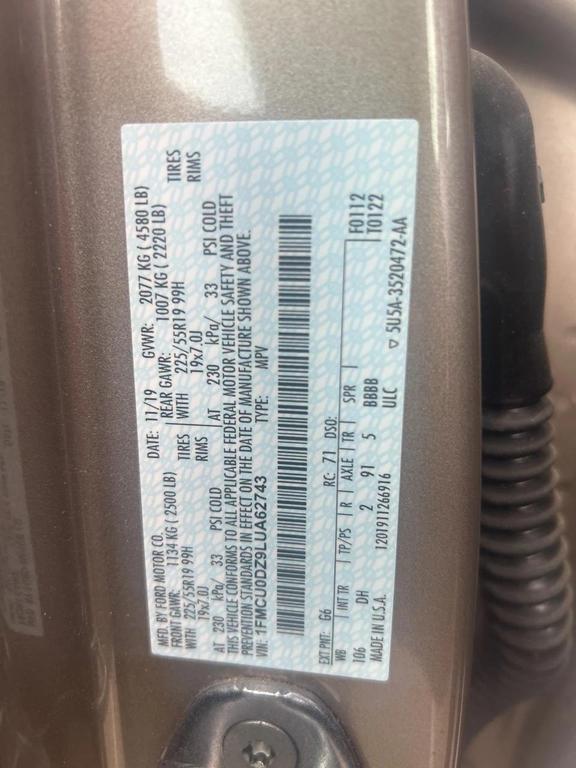 MFD. BY FORD MOTOR CO.
DATE: 11/19 GVWR: 2077 KG ( 4580 LB)
FRONT GAWR: 1134 KG ( 2500 LB) REAR GAWR: 1007 KG ( 2220 LB)
WITH 225/55R19 99H TIRES WITH 225/55R19 99H TIRES
19x7.0J RIMS 19x7.0J RIMS
AT 230 kPa/ 33 PSI COLD AT 230 kPa/ 33 PSI COLD
THIS VEHICLE CONFORMS TO ALL APPLICABLE FEDERAL MOTOR VEHICLE SAFETY AND THEFT
PREVENTION STANDARDS IN EFFECT ON THE DATE OF MANUFACTURE SHOWN ABOVE.
VIN: 1FMCU0DZ9LUA62743 TYPE: MPV
EXT PNT: G6 RC: 71 DSO: F0112
T0122
WB INT TR TP/PS R AXLE TR SPR
106 DH 2 91 5 BBBB
MADE IN U.S.A. 1201911266916 ULC
▽ 5U5A-3520472-AA